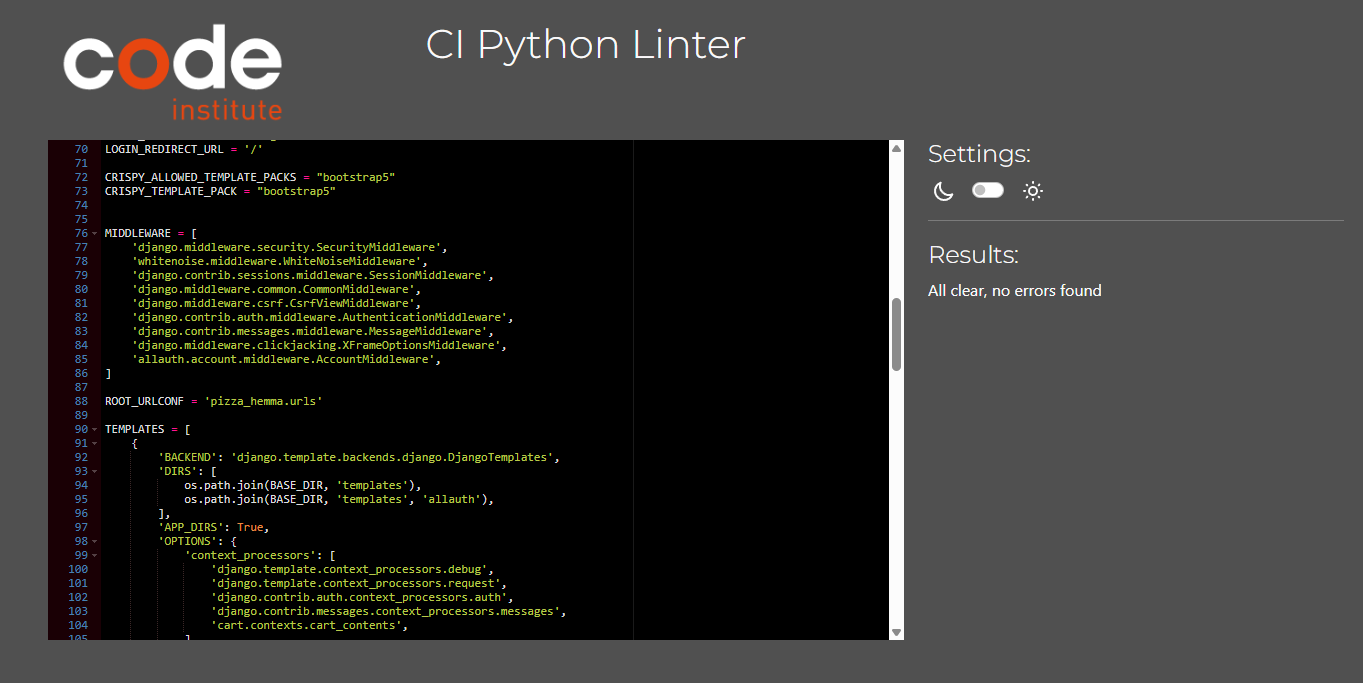 code
institute
CI Python Linter
70 LOGIN_REDIRECT_URL = '/'
71
72 CRISPY_ALLOWED_TEMPLATE_PACKS = "bootstrap5"
73 CRISPY_TEMPLATE_PACK = "bootstrap5"
74
75
76 MIDDLEWARE = [
77 'django.middleware.security.SecurityMiddleware',
78 'whitenoise.middleware.WhiteNoiseMiddleware',
79 'django.contrib.sessions.middleware.SessionMiddleware',
80 'django.middleware.common.CommonMiddleware',
81 'django.middleware.csrf.CsrfViewMiddleware',
82 'django.contrib.auth.middleware.AuthenticationMiddleware',
83 'django.contrib.messages.middleware.MessageMiddleware',
84 'django.middleware.clickjacking.XFrameOptionsMiddleware',
85 'allauth.account.middleware.AccountMiddleware',
86 ]
87
88 ROOT_URLCONF = 'pizza_hemma.urls'
89
90 TEMPLATES = [
91 {
92 'BACKEND': 'django.template.backends.django.DjangoTemplates',
93 'DIRS': [
94 os.path.join(BASE_DIR, 'templates'),
95 os.path.join(BASE_DIR, 'templates', 'allauth'),
96 ],
97 'APP_DIRS': True,
98 'OPTIONS': {
99 'context_processors': [
100 'django.template.context_processors.debug',
101 'django.template.context_processors.request',
102 'django.contrib.auth.context_processors.auth',
103 'django.contrib.messages.context_processors.messages',
104 'cart.contexts.cart_contents',
105 ]
Settings:
Results:
All clear, no errors found